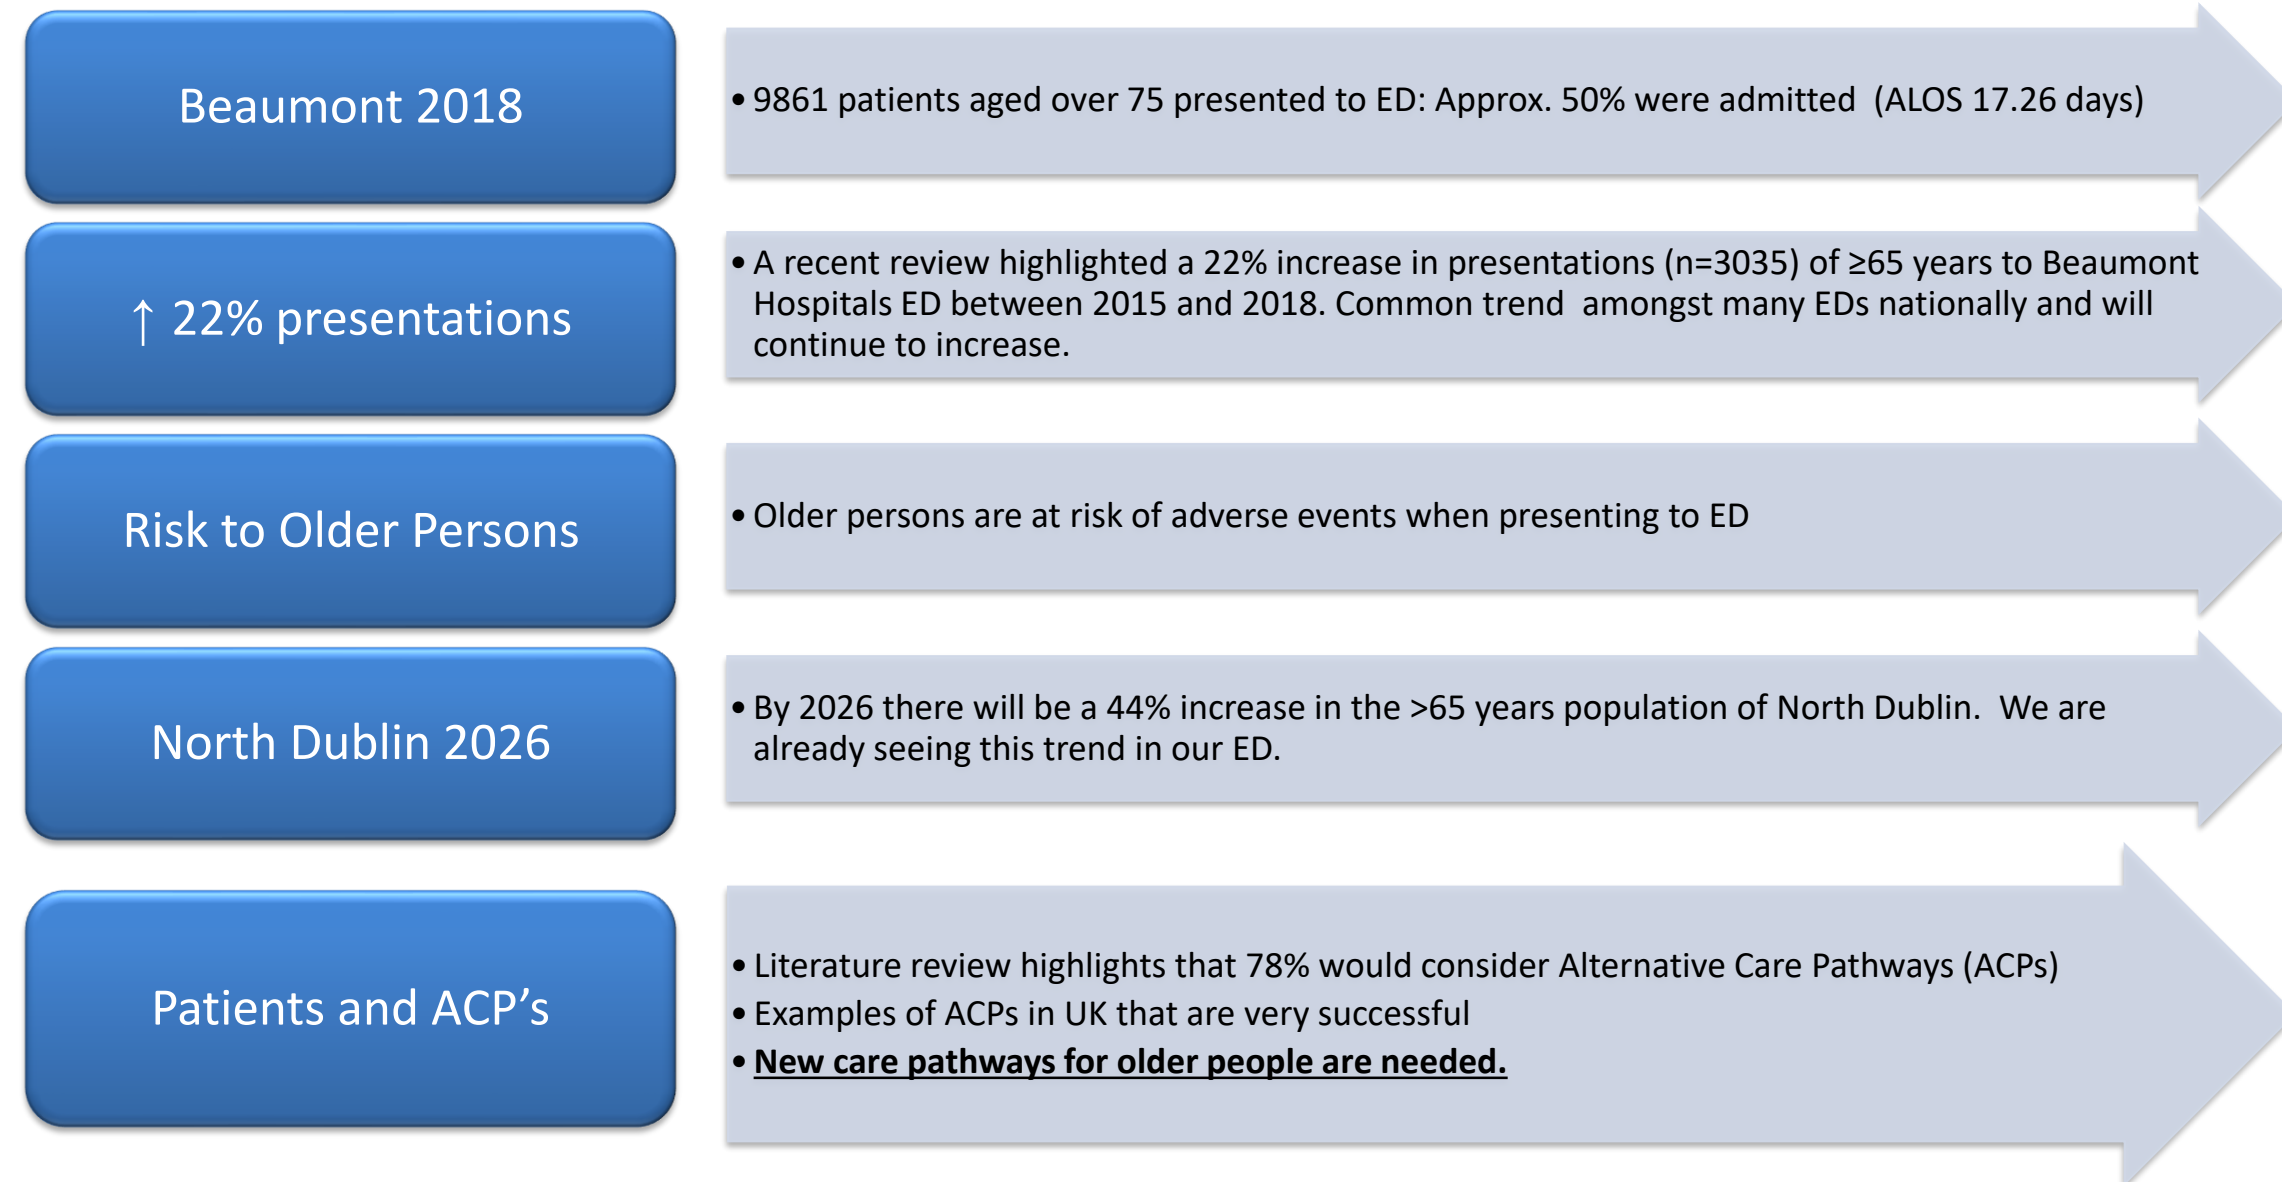 Beaumont 2018
• 9861 patients aged over 75 presented to ED: Approx. 50% were admitted  (ALOS 17.26 days)
↑ 22% presentations
• A recent review highlighted a 22% increase in presentations (n=3035) of ≥65 years to Beaumont
Hospitals ED between 2015 and 2018. Common trend  amongst many EDs nationally and will
continue to increase.
Risk to Older Persons
• Older persons are at risk of adverse events when presenting to ED
North Dublin 2026
• By 2026 there will be a 44% increase in the >65 years population of North Dublin.  We are
already seeing this trend in our ED.
Patients and ACP’s
• Literature review highlights that 78% would consider Alternative Care Pathways (ACPs)
• Examples of ACPs in UK that are very successful
• New care pathways for older people are needed.